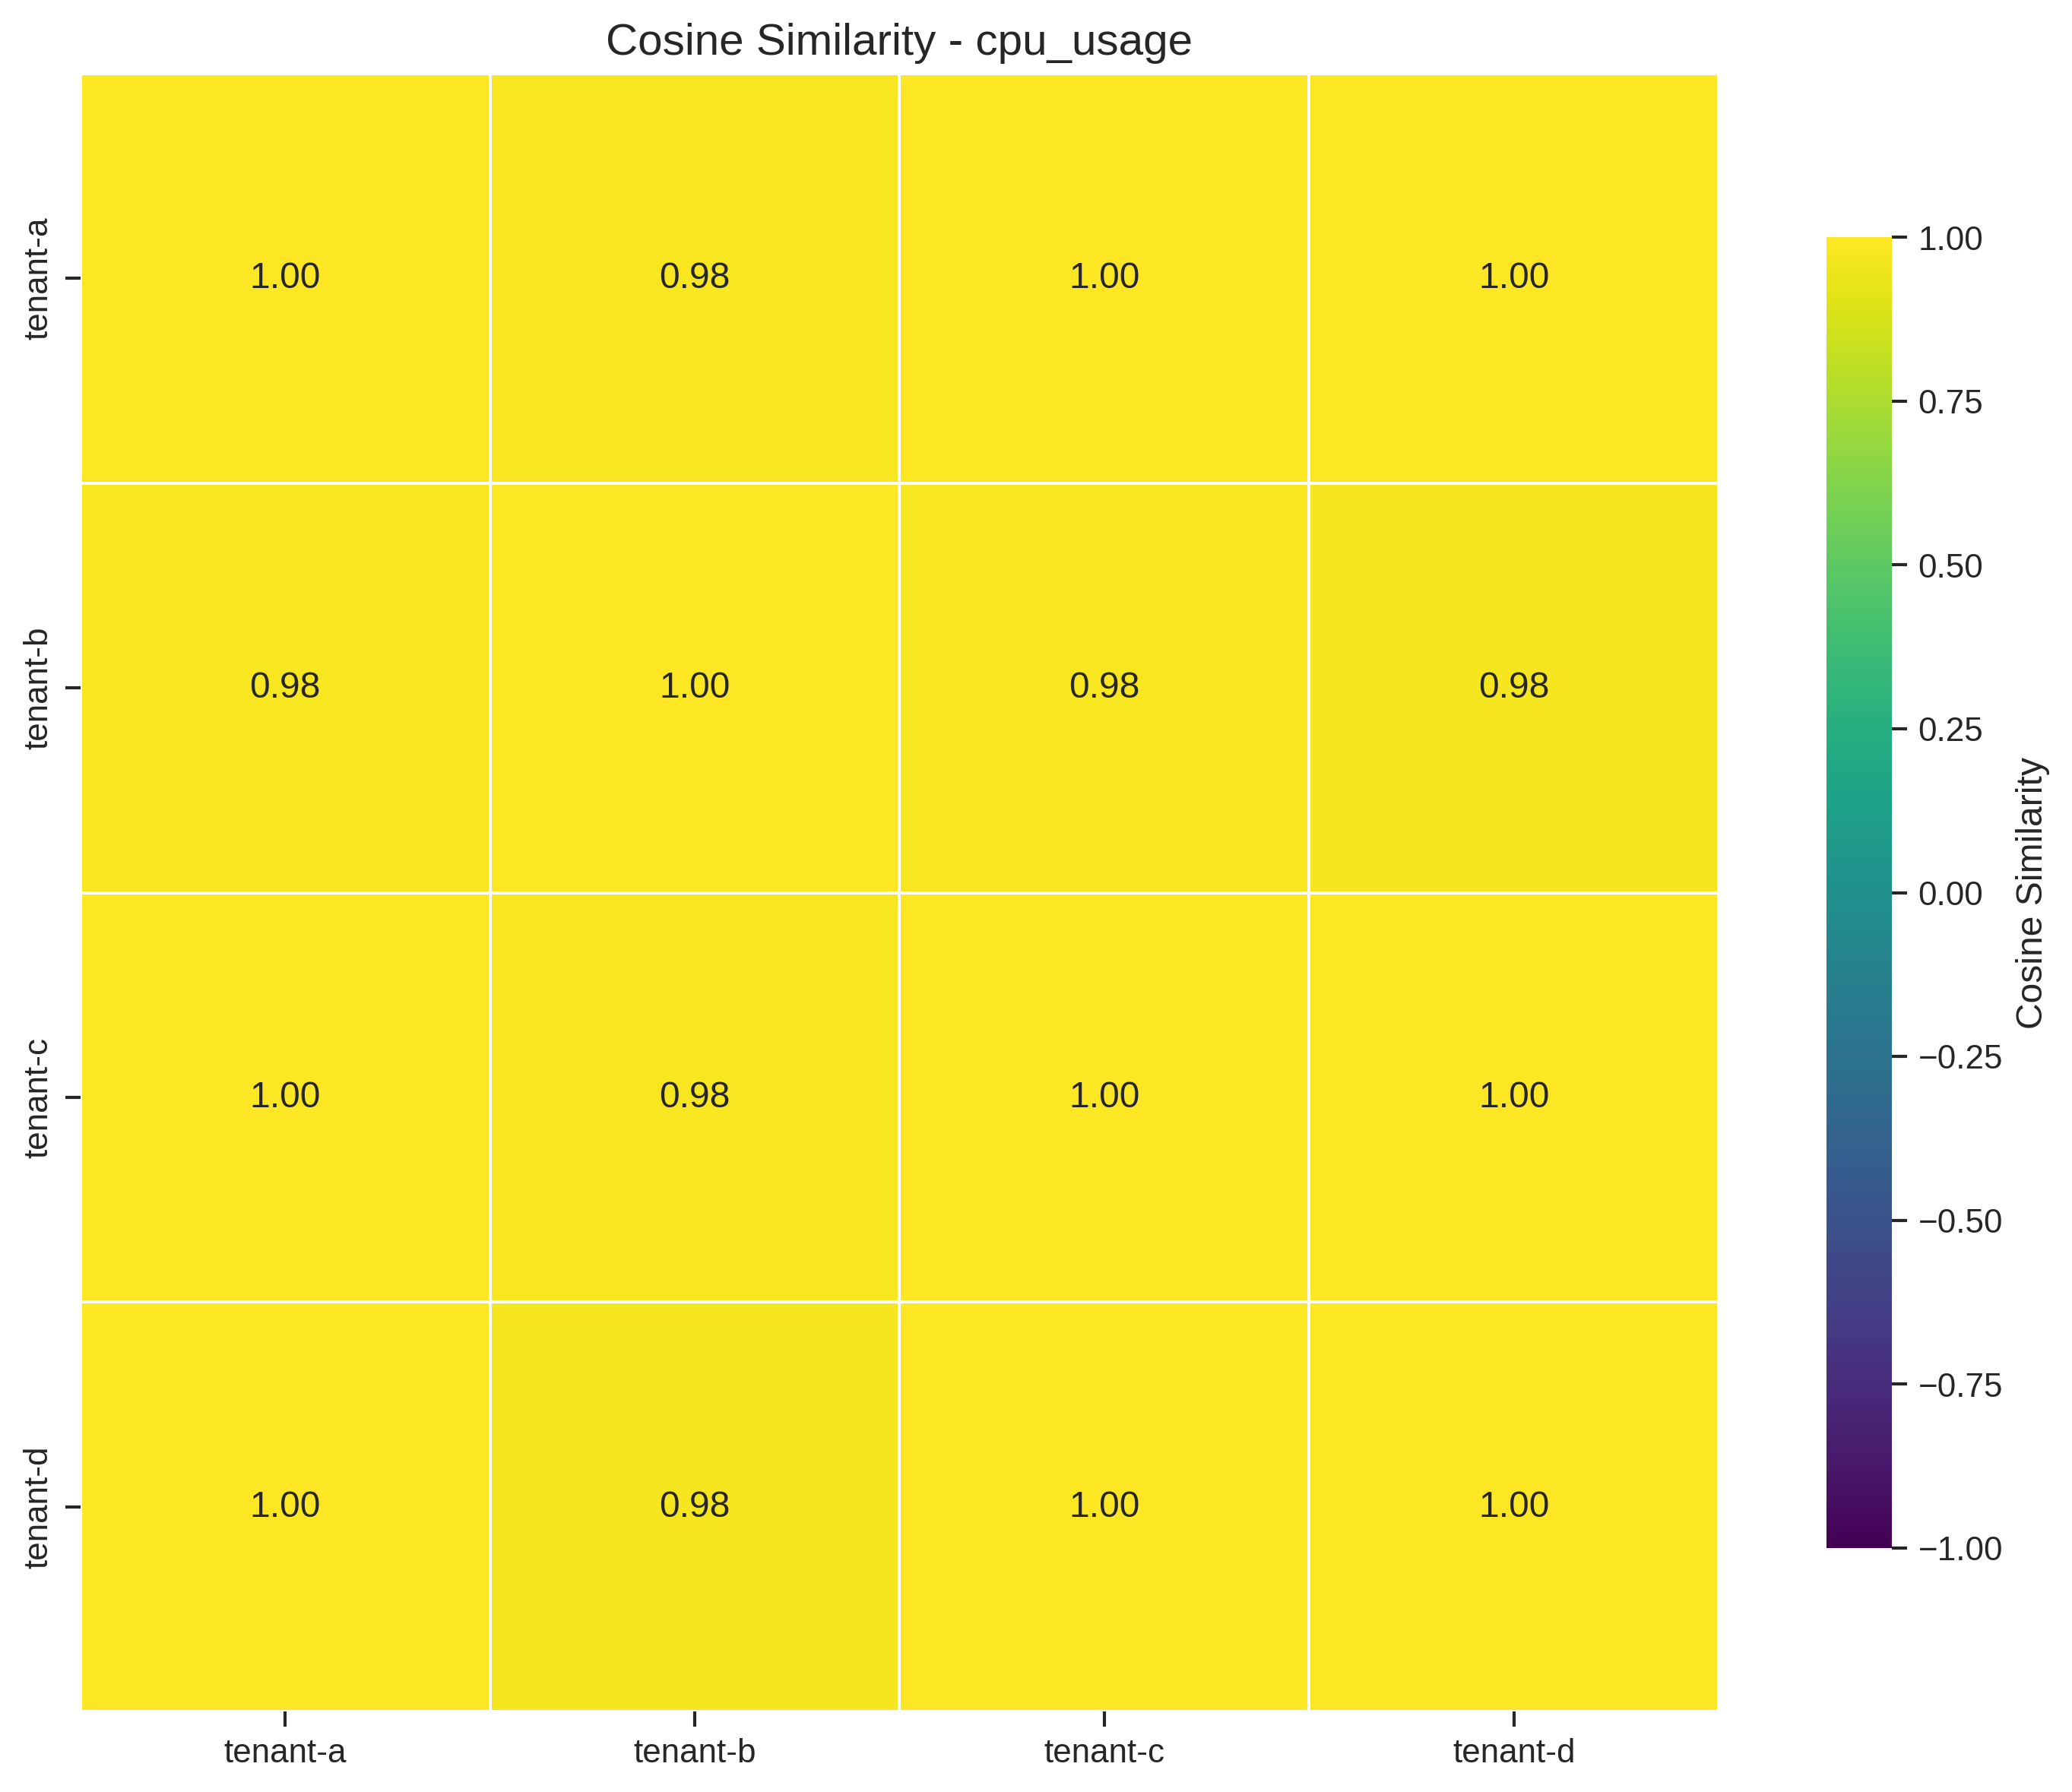 Cosine Similarity - cpu_usage
tenant-a
1.00 0.98 1.00 1.00
tenant-b
0.98 1.00 0.98 0.98
tenant-c
1.00 0.98 1.00 1.00
tenant-d
1.00 0.98 1.00 1.00
tenant-a tenant-b tenant-c tenant-d
1.00
0.75
0.50
0.25
0.00
−0.25
−0.50
−0.75
−1.00
Cosine Similarity